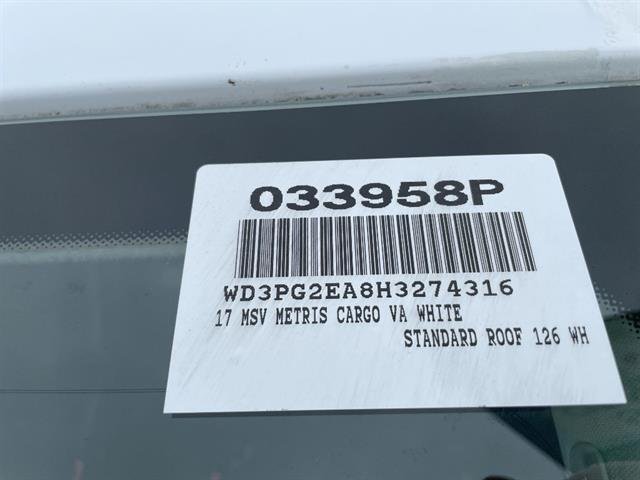 033958P
WD3PG2EA8H3274316
17 MSV METRIS CARGO VA WHITE
STANDARD ROOF 126 WH